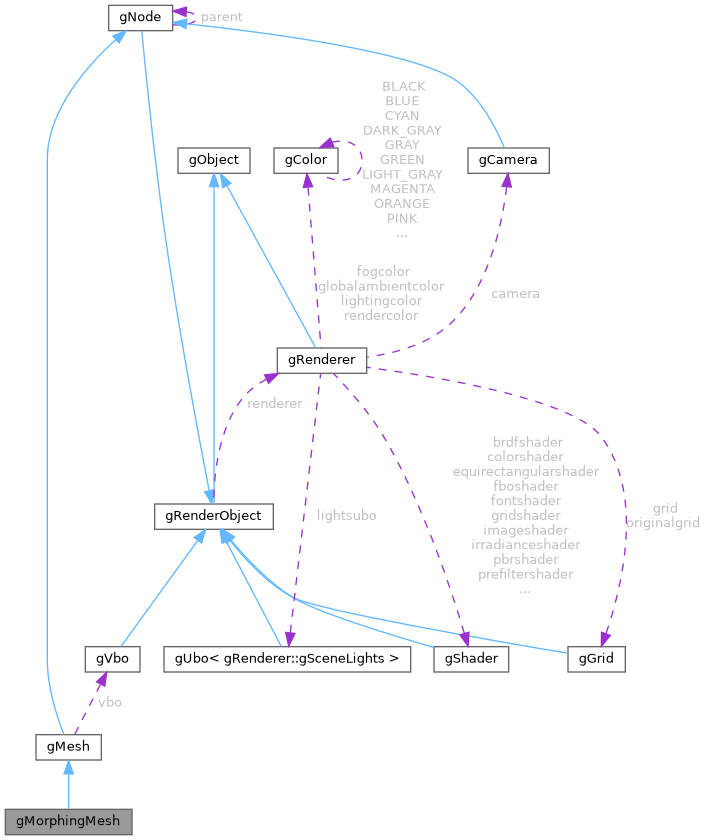 gNode
parent
BLACK
BLUE
CYAN
DARK_GRAY
GRAY
GREEN
LIGHT_GRAY
MAGENTA
ORANGE
PINK
...
gObject
gColor
gCamera
fogcolor
globalambientcolor
lightingcolor
rendercolor
camera
gRenderer
renderer
brdfshader
colorshader
equirectangularshader
fboshader
fontshader
gridshader
imageshader
irradianceshader
pbrshader
prefiltershader
...
grid
originalgrid
gRenderObject
lightsubo
gVbo
gUbo< gRenderer::gSceneLights >
gShader
gGrid
vbo
gMesh
gMorphingMesh